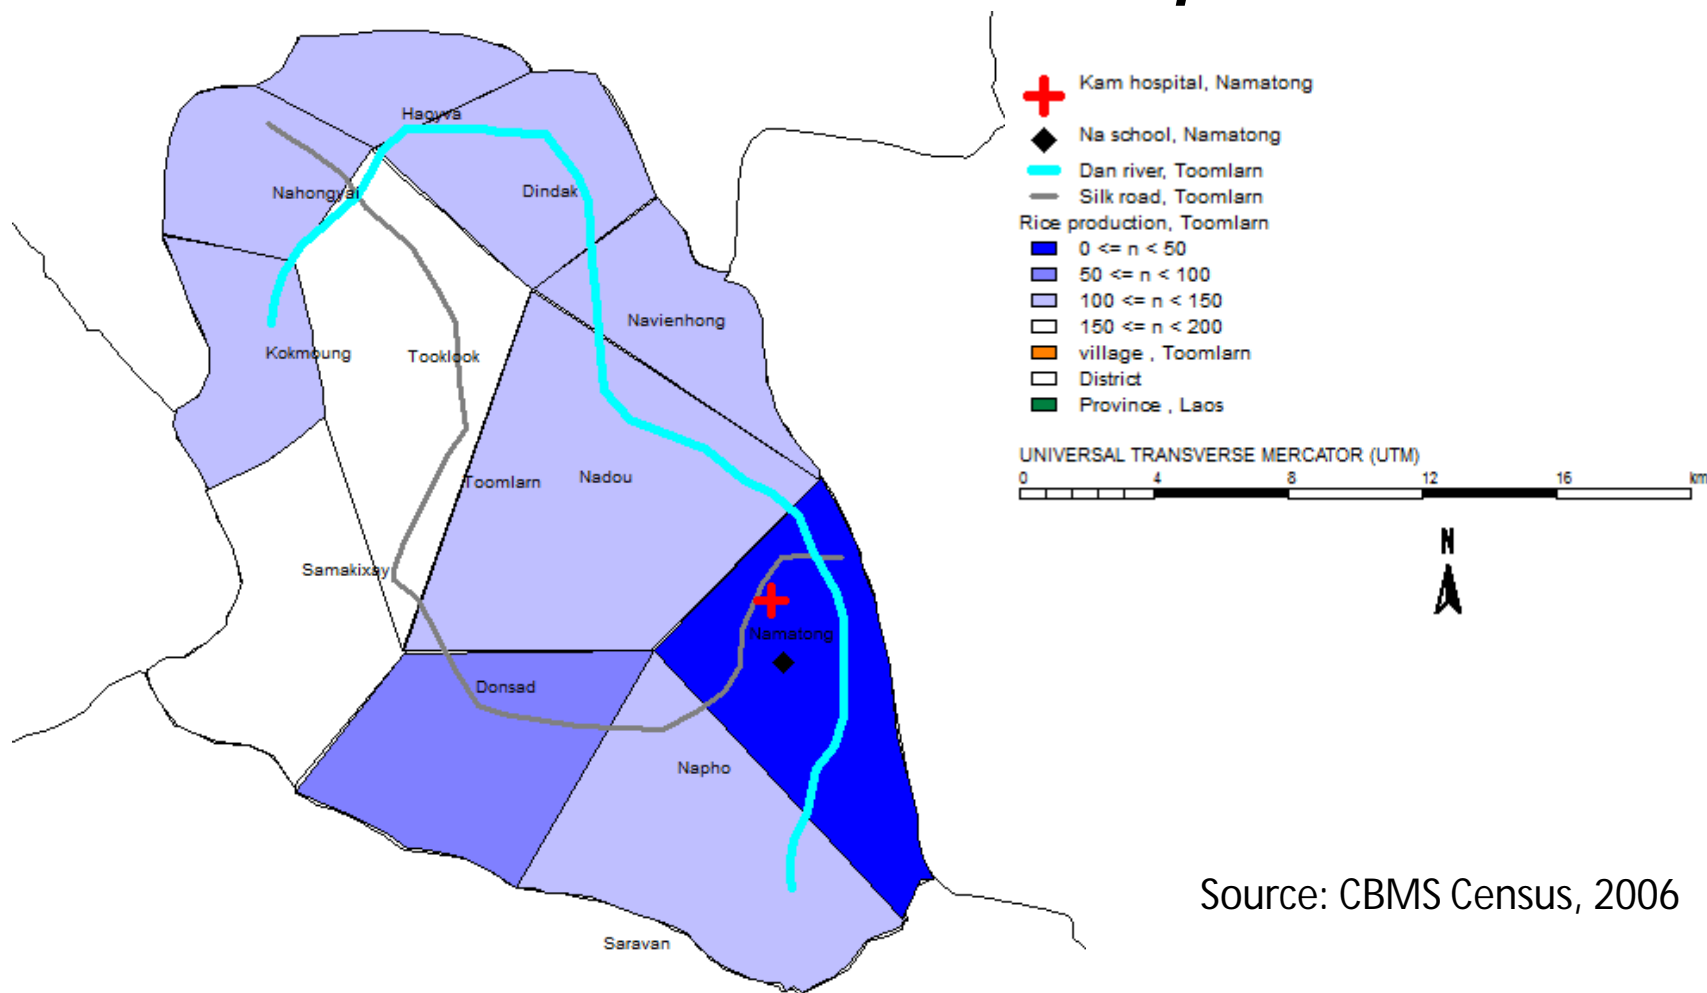 Kam hospital, Namatong
Na school, Namatong
Dan river, Toomlarn
Silk road, Toomlarn
Rice production, Toomlarn
0 <= n < 50
50 <= n < 100
100 <= n < 150
150 <= n < 200
village , Toomlarn
District
Province , Laos
UNIVERSAL TRANSVERSE MERCATOR (UTM)
0 4 8 12 16 km
N
Haoyva
Nahongyai
Dindak
Navienhong
Kokmoung
Tooklook
Toomlarn
Nadou
Samakixay
Namatong
Donsad
Napho
Saravan
Source: CBMS Census, 2006